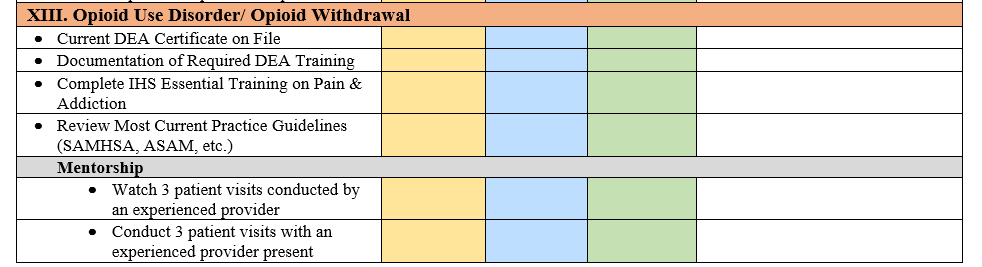 XIII. Opioid Use Disorder/ Opioid Withdrawal
• Current DEA Certificate on File
• Documentation of Required DEA Training
• Complete IHS Essential Training on Pain &
Addiction
• Review Most Current Practice Guidelines
(SAMHSA, ASAM, etc.)
Mentorship
• Watch 3 patient visits conducted by
an experienced provider
• Conduct 3 patient visits with an
experienced provider present